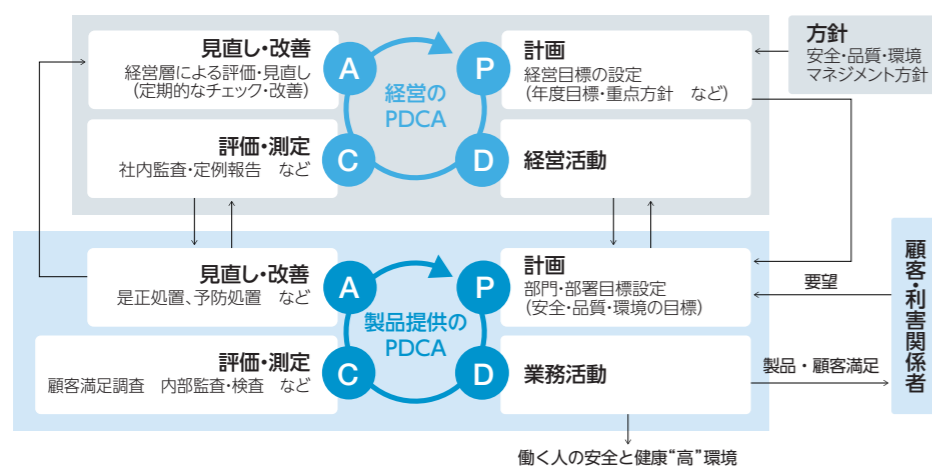 見直し・改善
経営層による評価・見直し
(定期的なチェック・改善)
A
P
計画
経営目標の設定
(年度目標・重点方針　など)
方針
安全・品質・環境
マネジメント方針
経営の
PDCA
評価・測定
社内監査・定例報告　など
C
D
経営活動
見直し・改善
是正処置、予防処置　など
A
P
計画
部門・部署目標設定
(安全・品質・環境の目標)
要望
顧客・利害関係者
製品提供の
PDCA
評価・測定
顧客満足調査　内部監査・検査　など
C
D
業務活動
製品・顧客満足
働く人の安全と健康“高”環境